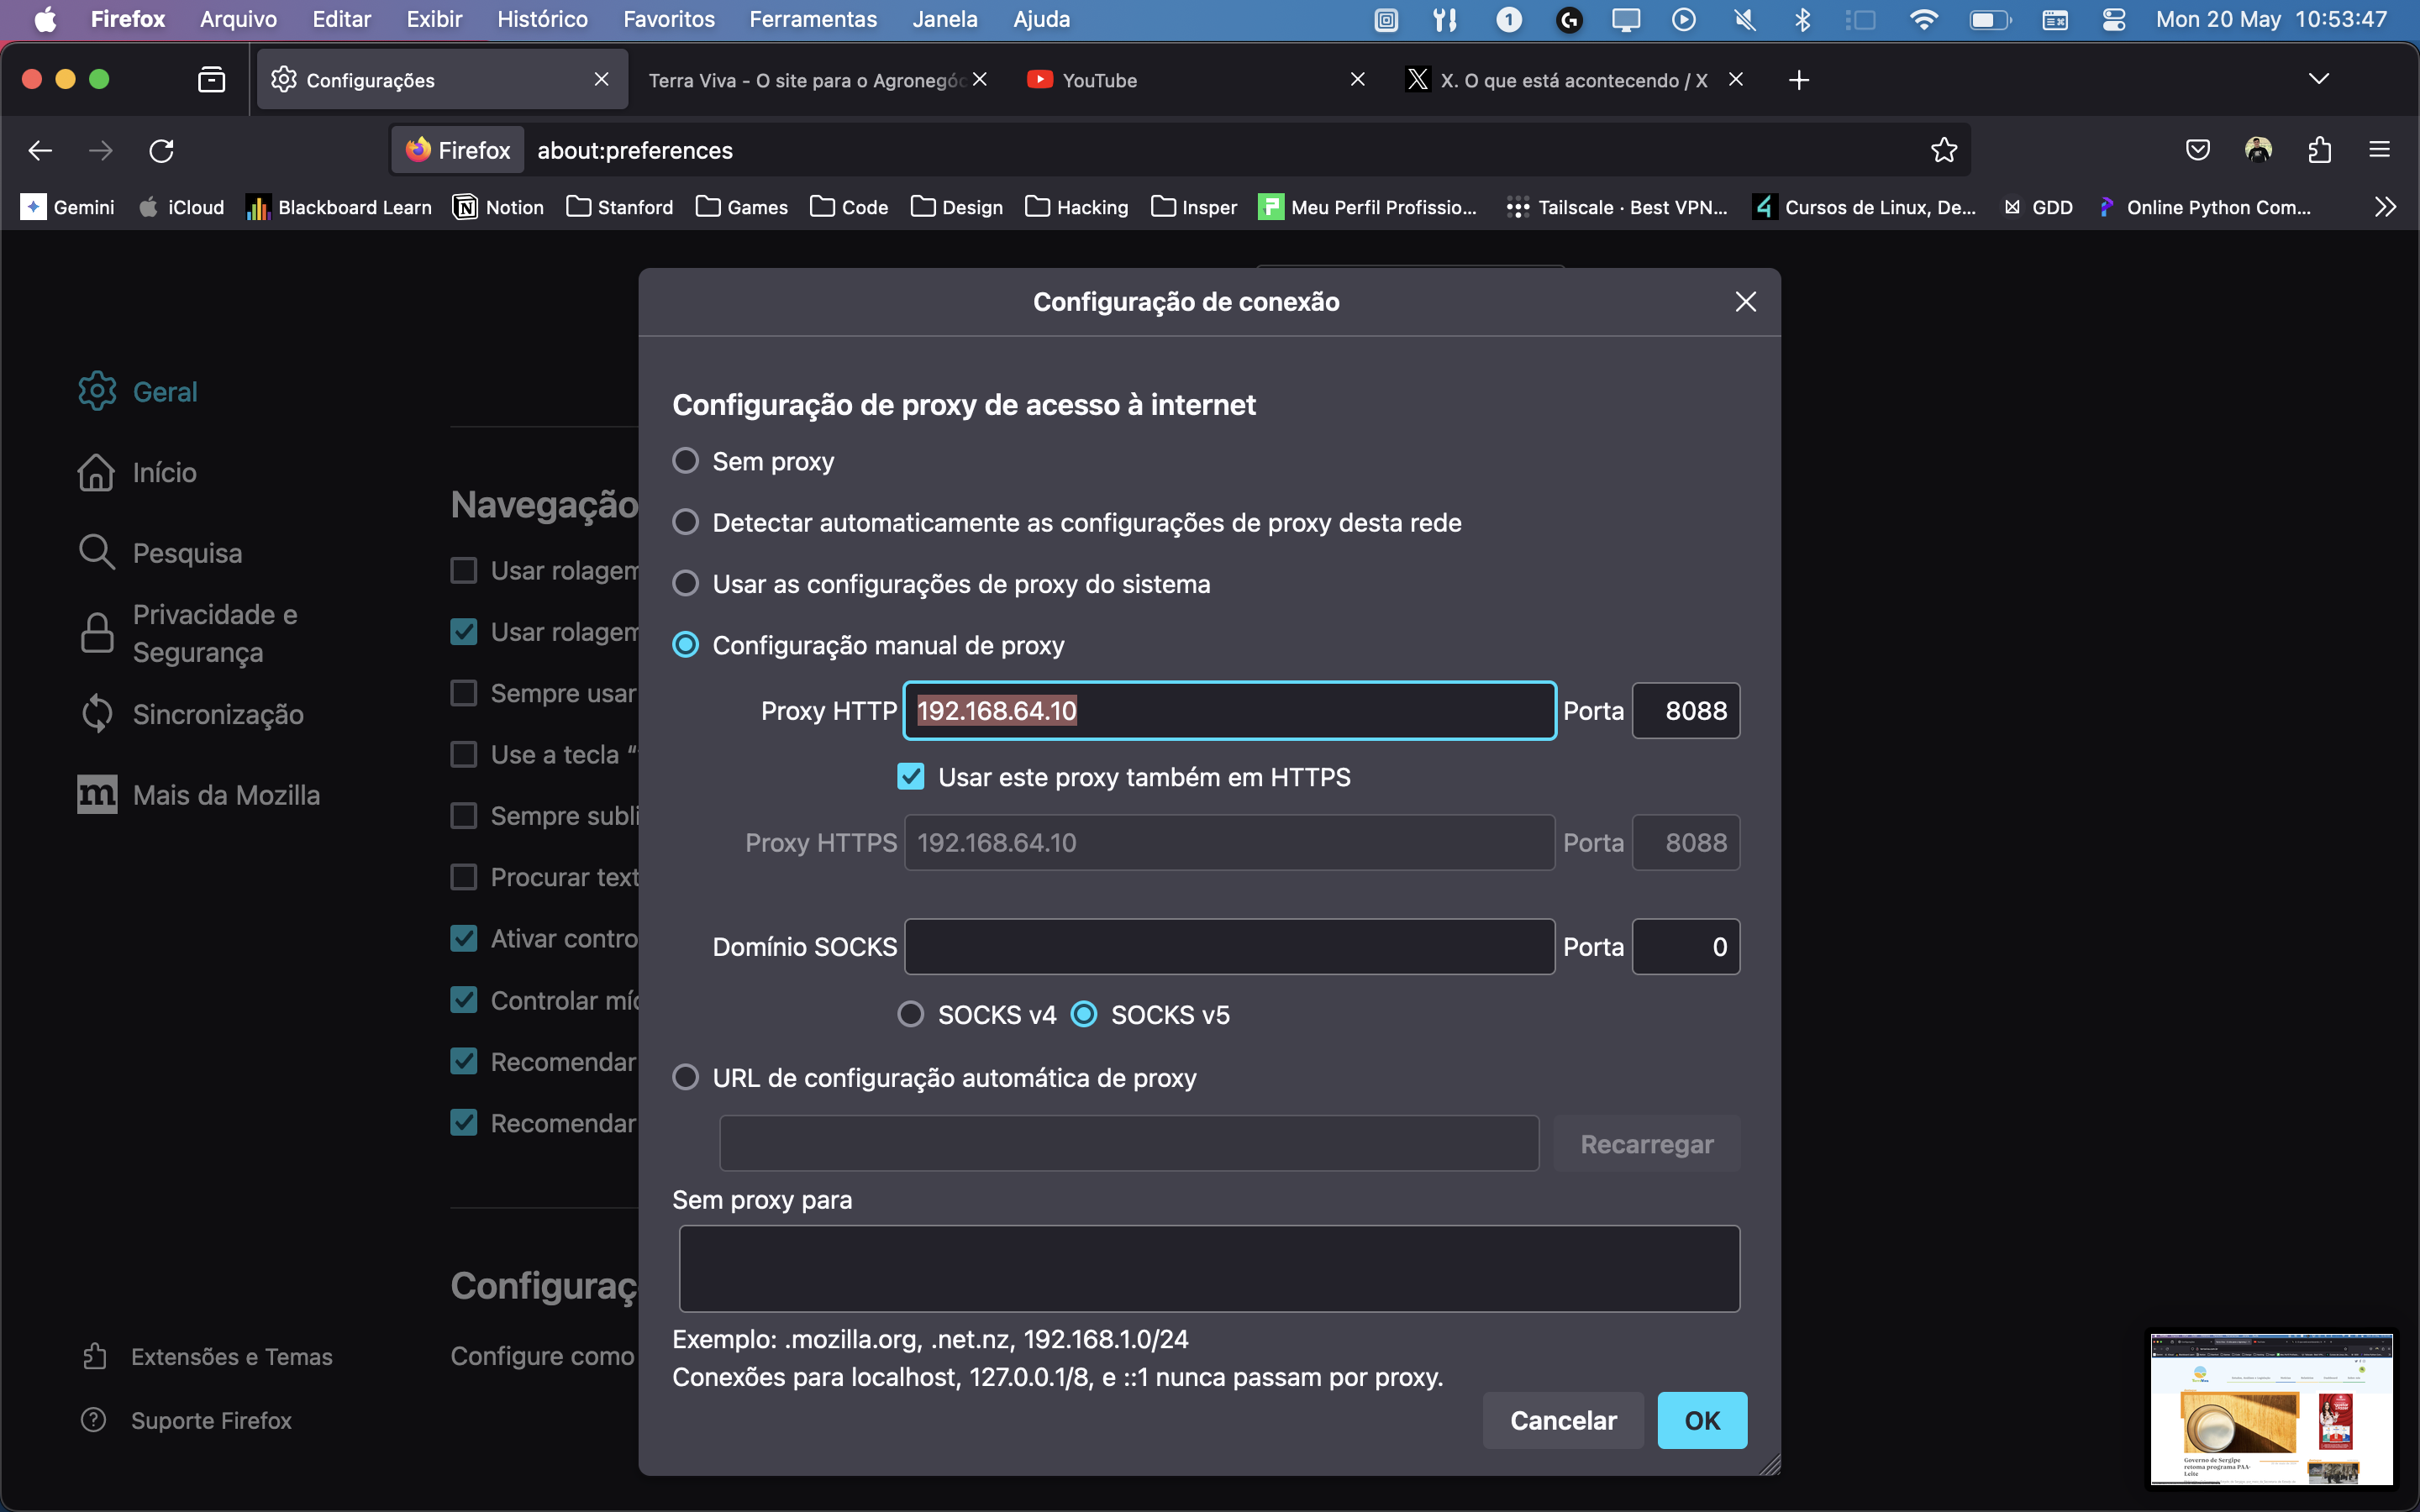 Firefox Arquivo Editar Exibir Histórico Favoritos Ferramentas Janela Ajuda 1 Mon 20 May 10:53:47
Configurações Terra Viva - O site para o Agronegóc YouTube X. O que está acontecendo / X
Firefox about:preferences
Gemini iCloud Blackboard Learn Notion Stanford Games Code Design Hacking Insper Meu Perfil Profissio... Tailscale · Best VPN... Cursos de Linux, De... GDD Online Python Com...
Configuração de conexão
Geral
Início
Pesquisa
Privacidade e
Segurança
Sincronização
Mais da Mozilla
Extensões e Temas
Suporte Firefox
Navegação
Usar rolagem
Usar rolagem
Sempre usar
Use a tecla “
Sempre subli
Procurar text
Ativar contro
Controlar míd
Recomendar
Recomendar
Configuraç
Configure como
Configuração de proxy de acesso à internet
Sem proxy
Detectar automaticamente as configurações de proxy desta rede
Usar as configurações de proxy do sistema
Configuração manual de proxy
Proxy HTTP 192.168.64.10 Porta 8088
Usar este proxy também em HTTPS
Proxy HTTPS 192.168.64.10 Porta 8088
Domínio SOCKS Porta 0
SOCKS v4 SOCKS v5
URL de configuração automática de proxy
Recarregar
Sem proxy para
Exemplo: .mozilla.org, .net.nz, 192.168.1.0/24
Conexões para localhost, 127.0.0.1/8, e ::1 nunca passam por proxy.
Cancelar OK
Governo de Sergipe
retoma programa PAA-
Leite